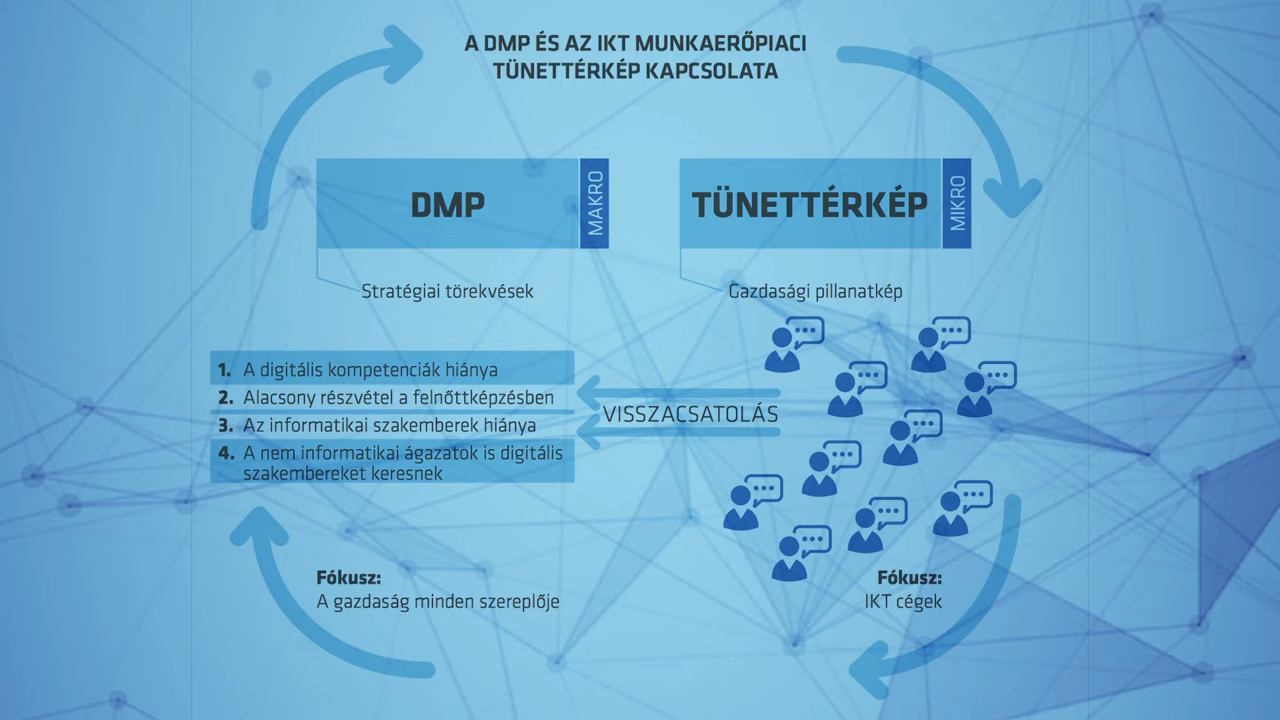 A DMP ÉS AZ IKT MUNKAERŐPIACI
TÜNETTÉRKÉP KAPCSOLATA
DMP
MAKRO
TÜNETTÉRKÉP
MIKRO
Stratégiai törekvések
Gazdasági pillanatkép
1. A digitális kompetenciák hiánya
2. Alacsony részvétel a felnőttképzésben
3. Az informatikai szakemberek hiánya
4. A nem informatikai ágazatok is digitális
szakembereket keresnek
VISSZACSATOLÁS
Fókusz:
A gazdaság minden szereplője
Fókusz:
IKT cégek